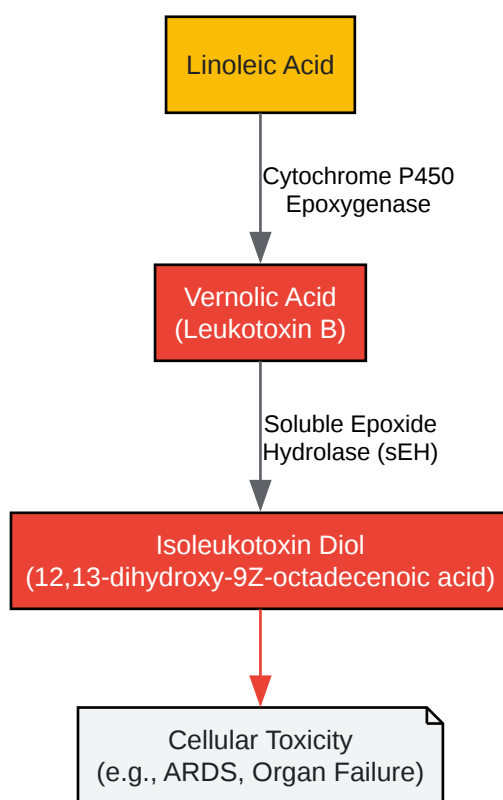 Linoleic Acid
Cytochrome P450
Epoxygenase
Vernolic Acid
(Leukotoxin B)
Soluble Epoxide
Hydrolase (sEH)
Isoleukotoxin Diol
(12,13-dihydroxy-9Z-octadecenoic acid)
Cellular Toxicity
(e.g., ARDS, Organ Failure)